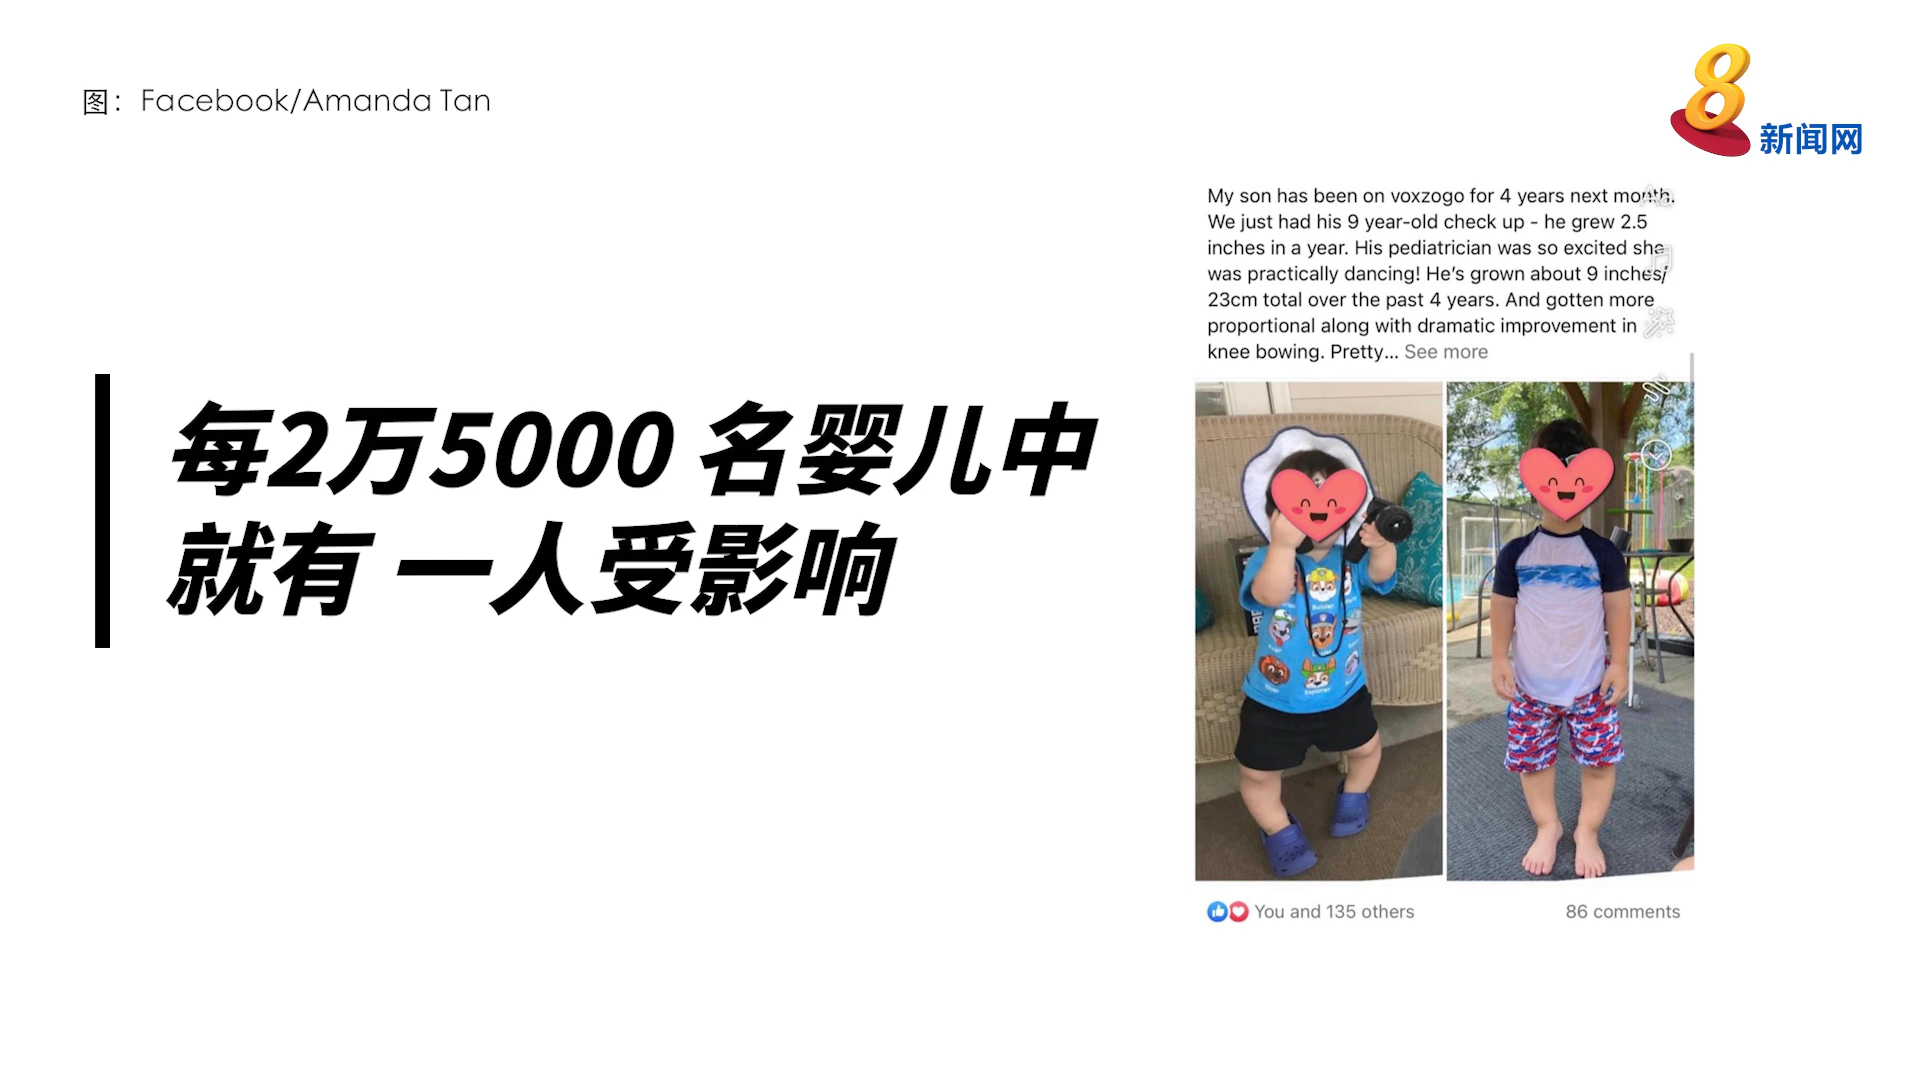 图：Facebook/Amanda Tan
8
新闻网
My son has been on voxzogo for 4 years next month.
We just had his 9 year-old check up - he grew 2.5
inches in a year. His pediatrician was so excited she
was practically dancing! He's grown about 9 inches/
23cm total over the past 4 years. And gotten more
proportional along with dramatic improvement in
knee bowing. Pretty... See more
Aa
每2万5000 名婴儿中
就有 一人受影响
Builder
Explorer
You and 135 others
86 comments